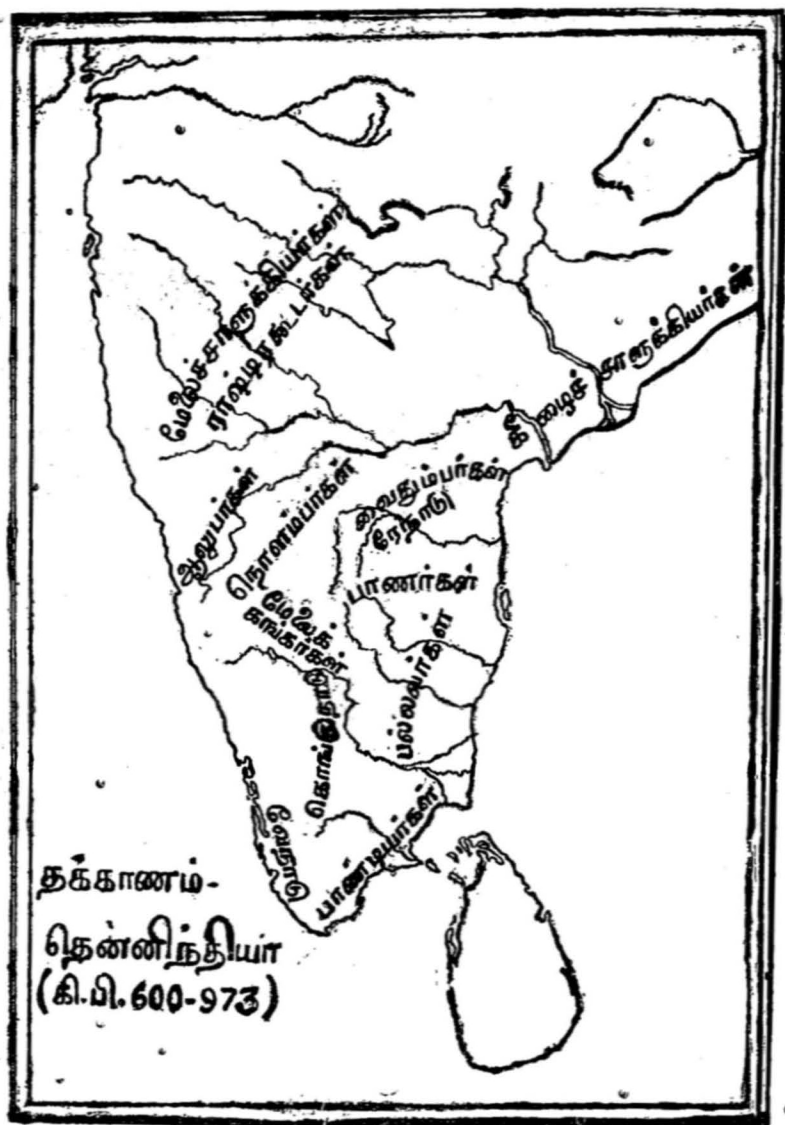 மேலைச்சாளுக்கியர்கள்
ராஷ்டிரகூட்டர்கள்
கீழைச் சாளுக்கியர்கள்
ஆலுபர்கள்
நொளம்பர்கள்
வைதும்பர்கள்
ரேநாடு
பாணர்கள்
மேலைக்
கங்கர்கள்
பல்லவர்கள்
கொங்குநாடு
வேநாடு
பாண்டியர்கள்
தக்காணம்-
தென்னிந்தியா
(கி.பி.600-973)